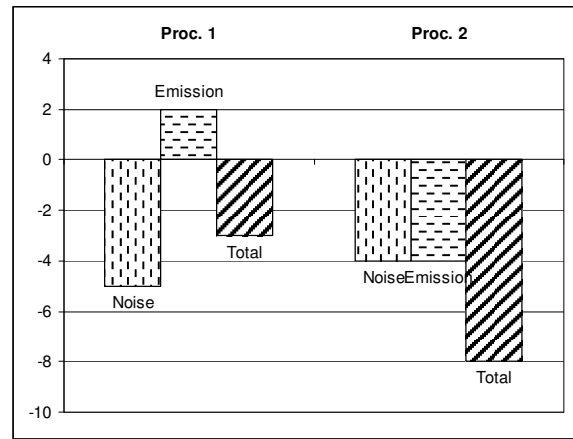 Proc. 1 Proc. 2
4
Emission
2
0
-2
Total
-4
NoiseEmission
Noise
-6
-8
Total
-10